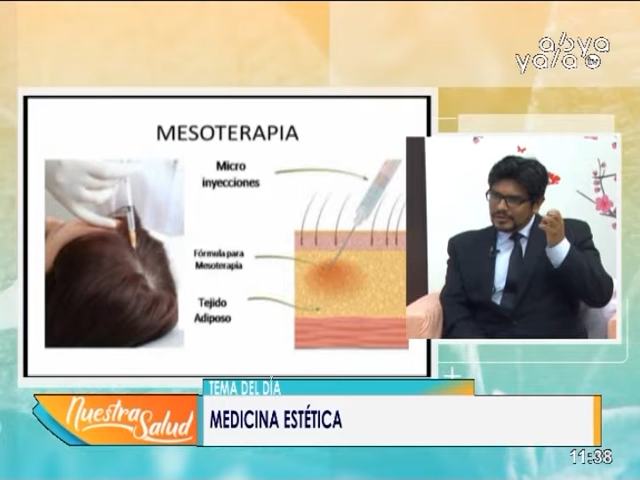 abya
yala tv
MESOTERAPIA
Micro
inyecciones
Fórmula para
Mesoterapia
Tejido
Adiposo
TEMA DEL DÍA
Nuestra Salud
MEDICINA ESTÉTICA
11:38